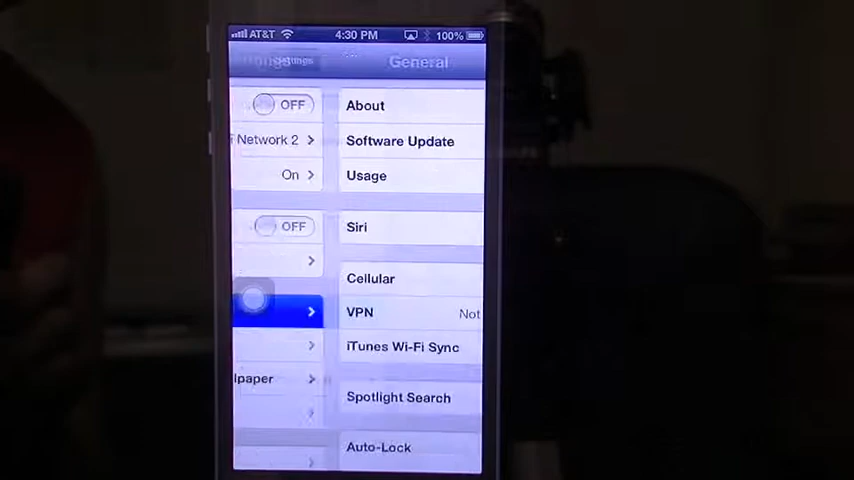 AT&T 4:30 PM 100%
General
OFF
Network 2
On
OFF
lpaper
About
Software Update
Usage
Siri
Cellular
VPN Not
iTunes Wi-Fi Sync
Spotlight Search
Auto-Lock